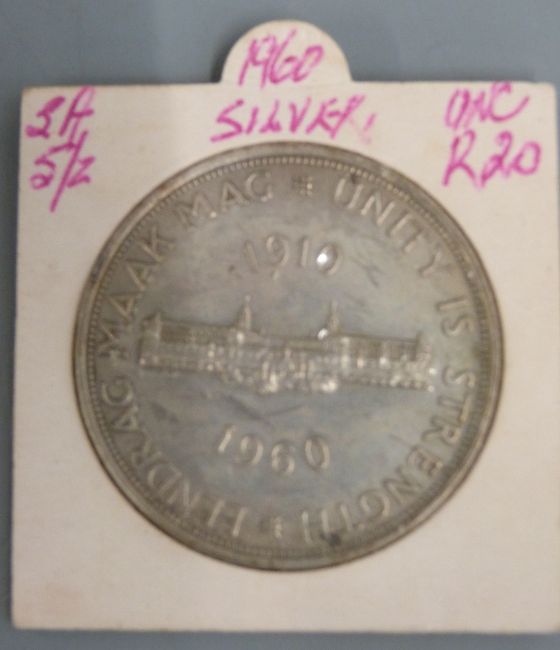 1960
SA SILVER. UNC
5/z R20
EENDRAG MAAK MAG * UNITY IS STRENGTH *
1910
1960